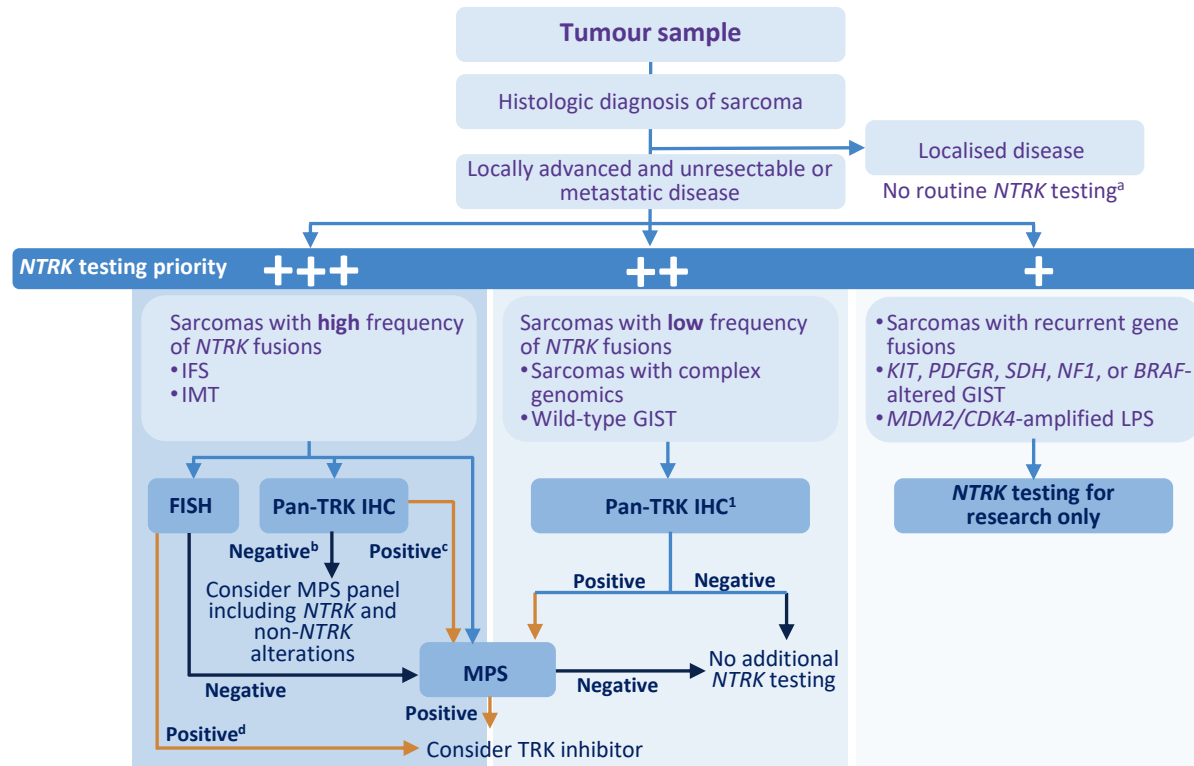 Tumour sample
Histologic diagnosis of sarcoma
Localised disease
Locally advanced and unresectable or
metastatic disease
No routine NTRK testingᵃ
NTRK testing priority
+++
++
+
Sarcomas with high frequency
of NTRK fusions
•IFS
•IMT
Sarcomas with low frequency
of NTRK fusions
•Sarcomas with complex
genomics
•Wild-type GIST
•Sarcomas with recurrent gene
fusions
•KIT, PDFGR, SDH, NF1, or BRAF-
altered GIST
•MDM2/CDK4-amplified LPS
FISH
Pan-TRK IHC
Pan-TRK IHC¹
NTRK testing for
research only
Negativeᵇ
Positiveᶜ
Consider MPS panel
including NTRK and
non-NTRK
alterations
Positive
Negative
MPS
Negative
Negative
No additional
NTRK testing
Positive
Positiveᵈ
Consider TRK inhibitor